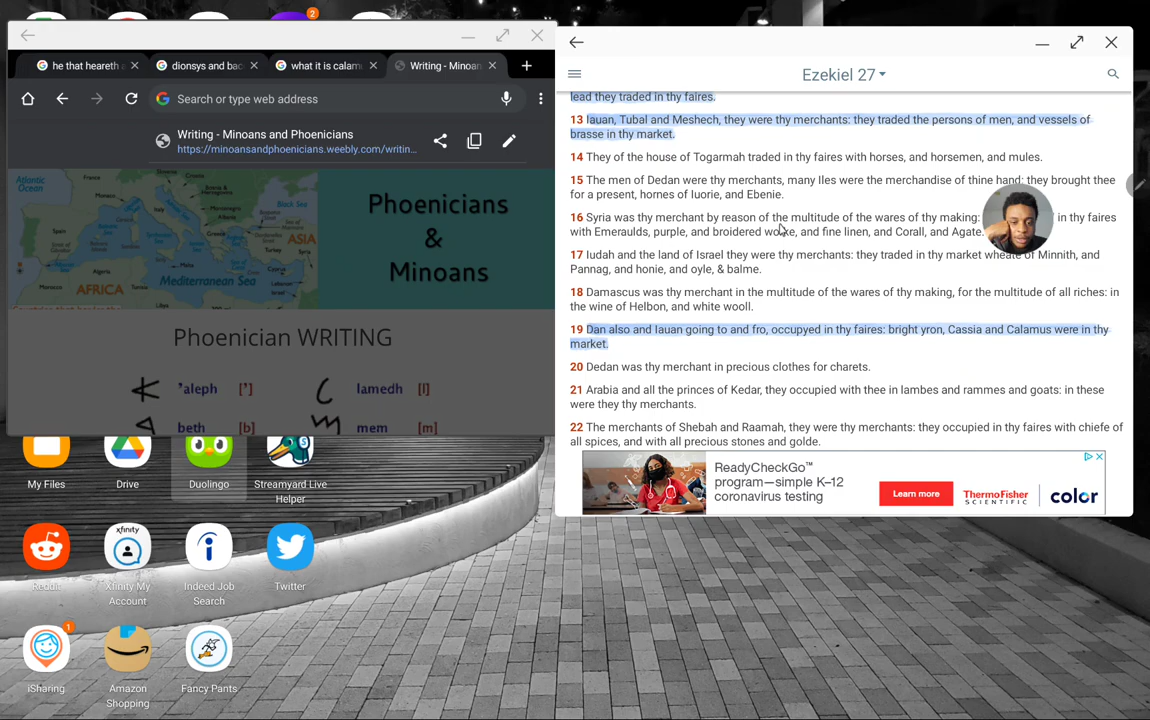 2
he that heareth
dionsys and bac
what it is calam
Writing - Minoan
Search or type web address
Writing - Minoans and Phoenicians
https://minoansandphoenicians.weebly.com/writin...
Atlantic
Ocean
Black Sea
ASIA
Mediterranean Sea
AFRICA
Phoenicians
&
Minoans
Phoenician WRITING
'aleph [']
lamedh [l]
beth [b]
mem [m]
My Files
Drive
Duolingo
Streamyard Live
Helper
xfinity
Reddit
Xfinity My
Account
Indeed Job
Search
Twitter
1
iSharing
Amazon
Shopping
Fancy Pants
Ezekiel 27
lead they traded in thy faires.
13 Iauan, Tubal and Meshech, they were thy merchants: they traded the persons of men, and vessels of
brasse in thy market.
14 They of the house of Togarmah traded in thy faires with horses, and horsemen, and mules.
15 The men of Dedan were thy merchants, many Iles were the merchandise of thine hand: they brought thee
for a present, hornes of Iuorie, and Ebenie.
16 Syria was thy merchant by reason of the multitude of the wares of thy making: in thy faires
with Emeraulds, purple, and broidered worke, and fine linen, and Corall, and Agate.
17 Iudah and the land of Israel they were thy merchants: they traded in thy market wheate of Minnith, and
Pannag, and honie, and oyle, & balme.
18 Damascus was thy merchant in the multitude of the wares of thy making, for the multitude of all riches: in
the wine of Helbon, and white wooll.
19 Dan also and Iauan going to and fro, occupyed in thy faires: bright yron, Cassia and Calamus were in thy
market.
20 Dedan was thy merchant in precious clothes for charets.
21 Arabia and all the princes of Kedar, they occupied with thee in lambes and rammes and goats: in these
were they thy merchants.
22 The merchants of Shebah and Raamah, they were thy merchants: they occupied in thy faires with chiefe of
all spices, and with all precious stones and golde.
ReadyCheckGo™
program—simple K–12
coronavirus testing
Learn more
ThermoFisher
SCIENTIFIC
color